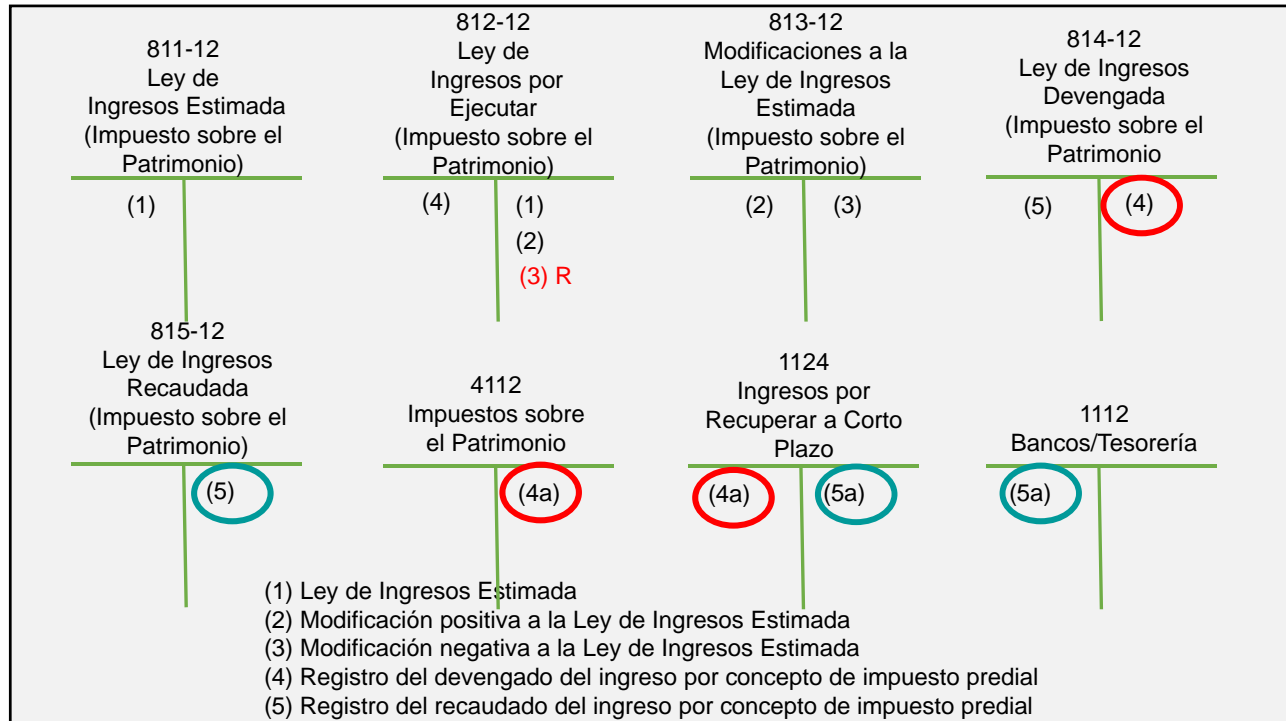 811-12
Ley de
Ingresos Estimada
(Impuesto sobre el
Patrimonio)
(1)
812-12
Ley de
Ingresos por
Ejecutar
(Impuesto sobre el
Patrimonio)
(4)
(1)
(2)
(3) R
813-12
Modificaciones a la
Ley de Ingresos
Estimada
(Impuesto sobre el
Patrimonio)
(2)
(3)
814-12
Ley de Ingresos
Devengada
(Impuesto sobre el
Patrimonio
(5)
(4)
815-12
Ley de Ingresos
Recaudada
(Impuesto sobre el
Patrimonio)
(5)
4112
Impuestos sobre
el Patrimonio
(4a)
1124
Ingresos por
Recuperar a Corto
Plazo
(4a)
(5a)
1112
Bancos/Tesorería
(5a)
(1) Ley de Ingresos Estimada
(2) Modificación positiva a la Ley de Ingresos Estimada
(3) Modificación negativa a la Ley de Ingresos Estimada
(4) Registro del devengado del ingreso por concepto de impuesto predial
(5) Registro del recaudado del ingreso por concepto de impuesto predial